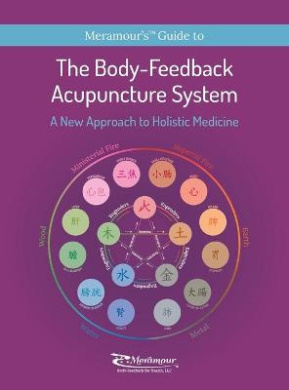 Meramour's™ Guide to
The Body-Feedback
Acupuncture System
A New Approach to Holistic Medicine
Ministerial Fire
Imperial Fire
三焦
小腸
心包
心
火
肝
脾
木
土
Wood
Earth
膽
胃
水
金
膀胱
大腸
腎
肺
Water
Metal
Meramour